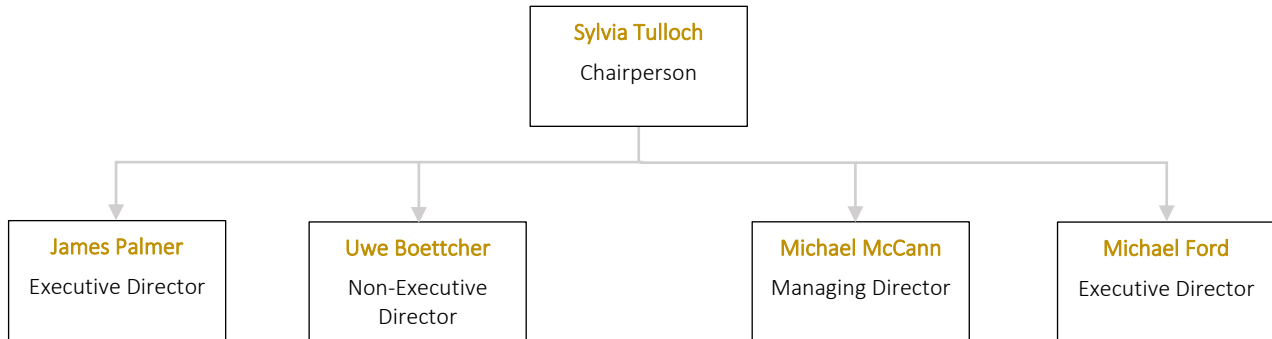 Sylvia Tulloch
Chairperson
James Palmer
Executive Director
Uwe Boettcher
Non-Executive
Director
Michael McCann
Managing Director
Michael Ford
Executive Director